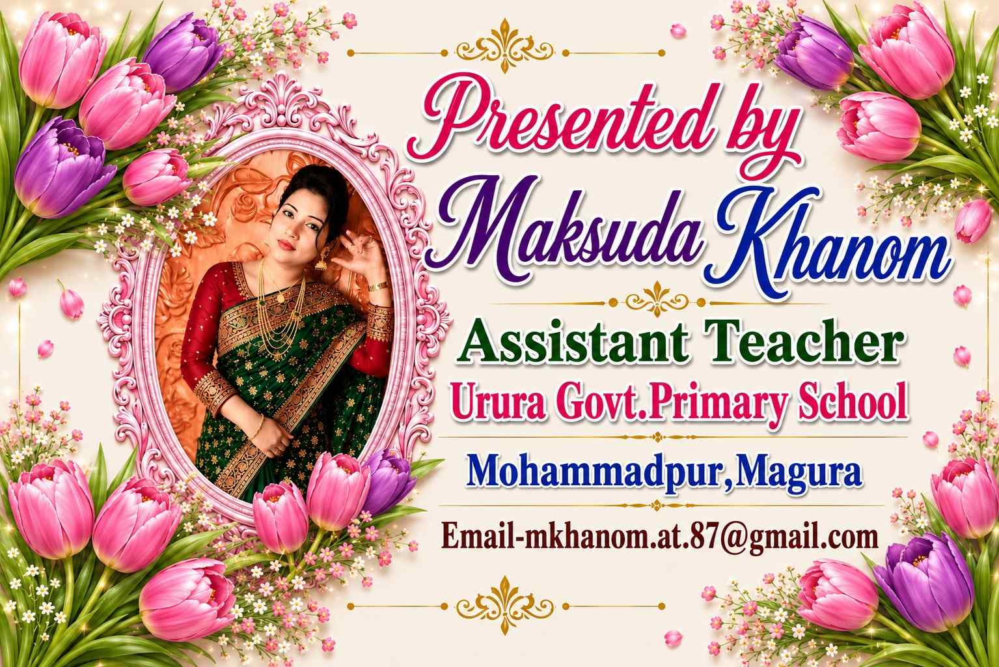 Presented by
Maksuda Khanom
Assistant Teacher
Urura Govt.Primary School
Mohammadpur,Magura
Email-mkhanom.at.87@gmail.com